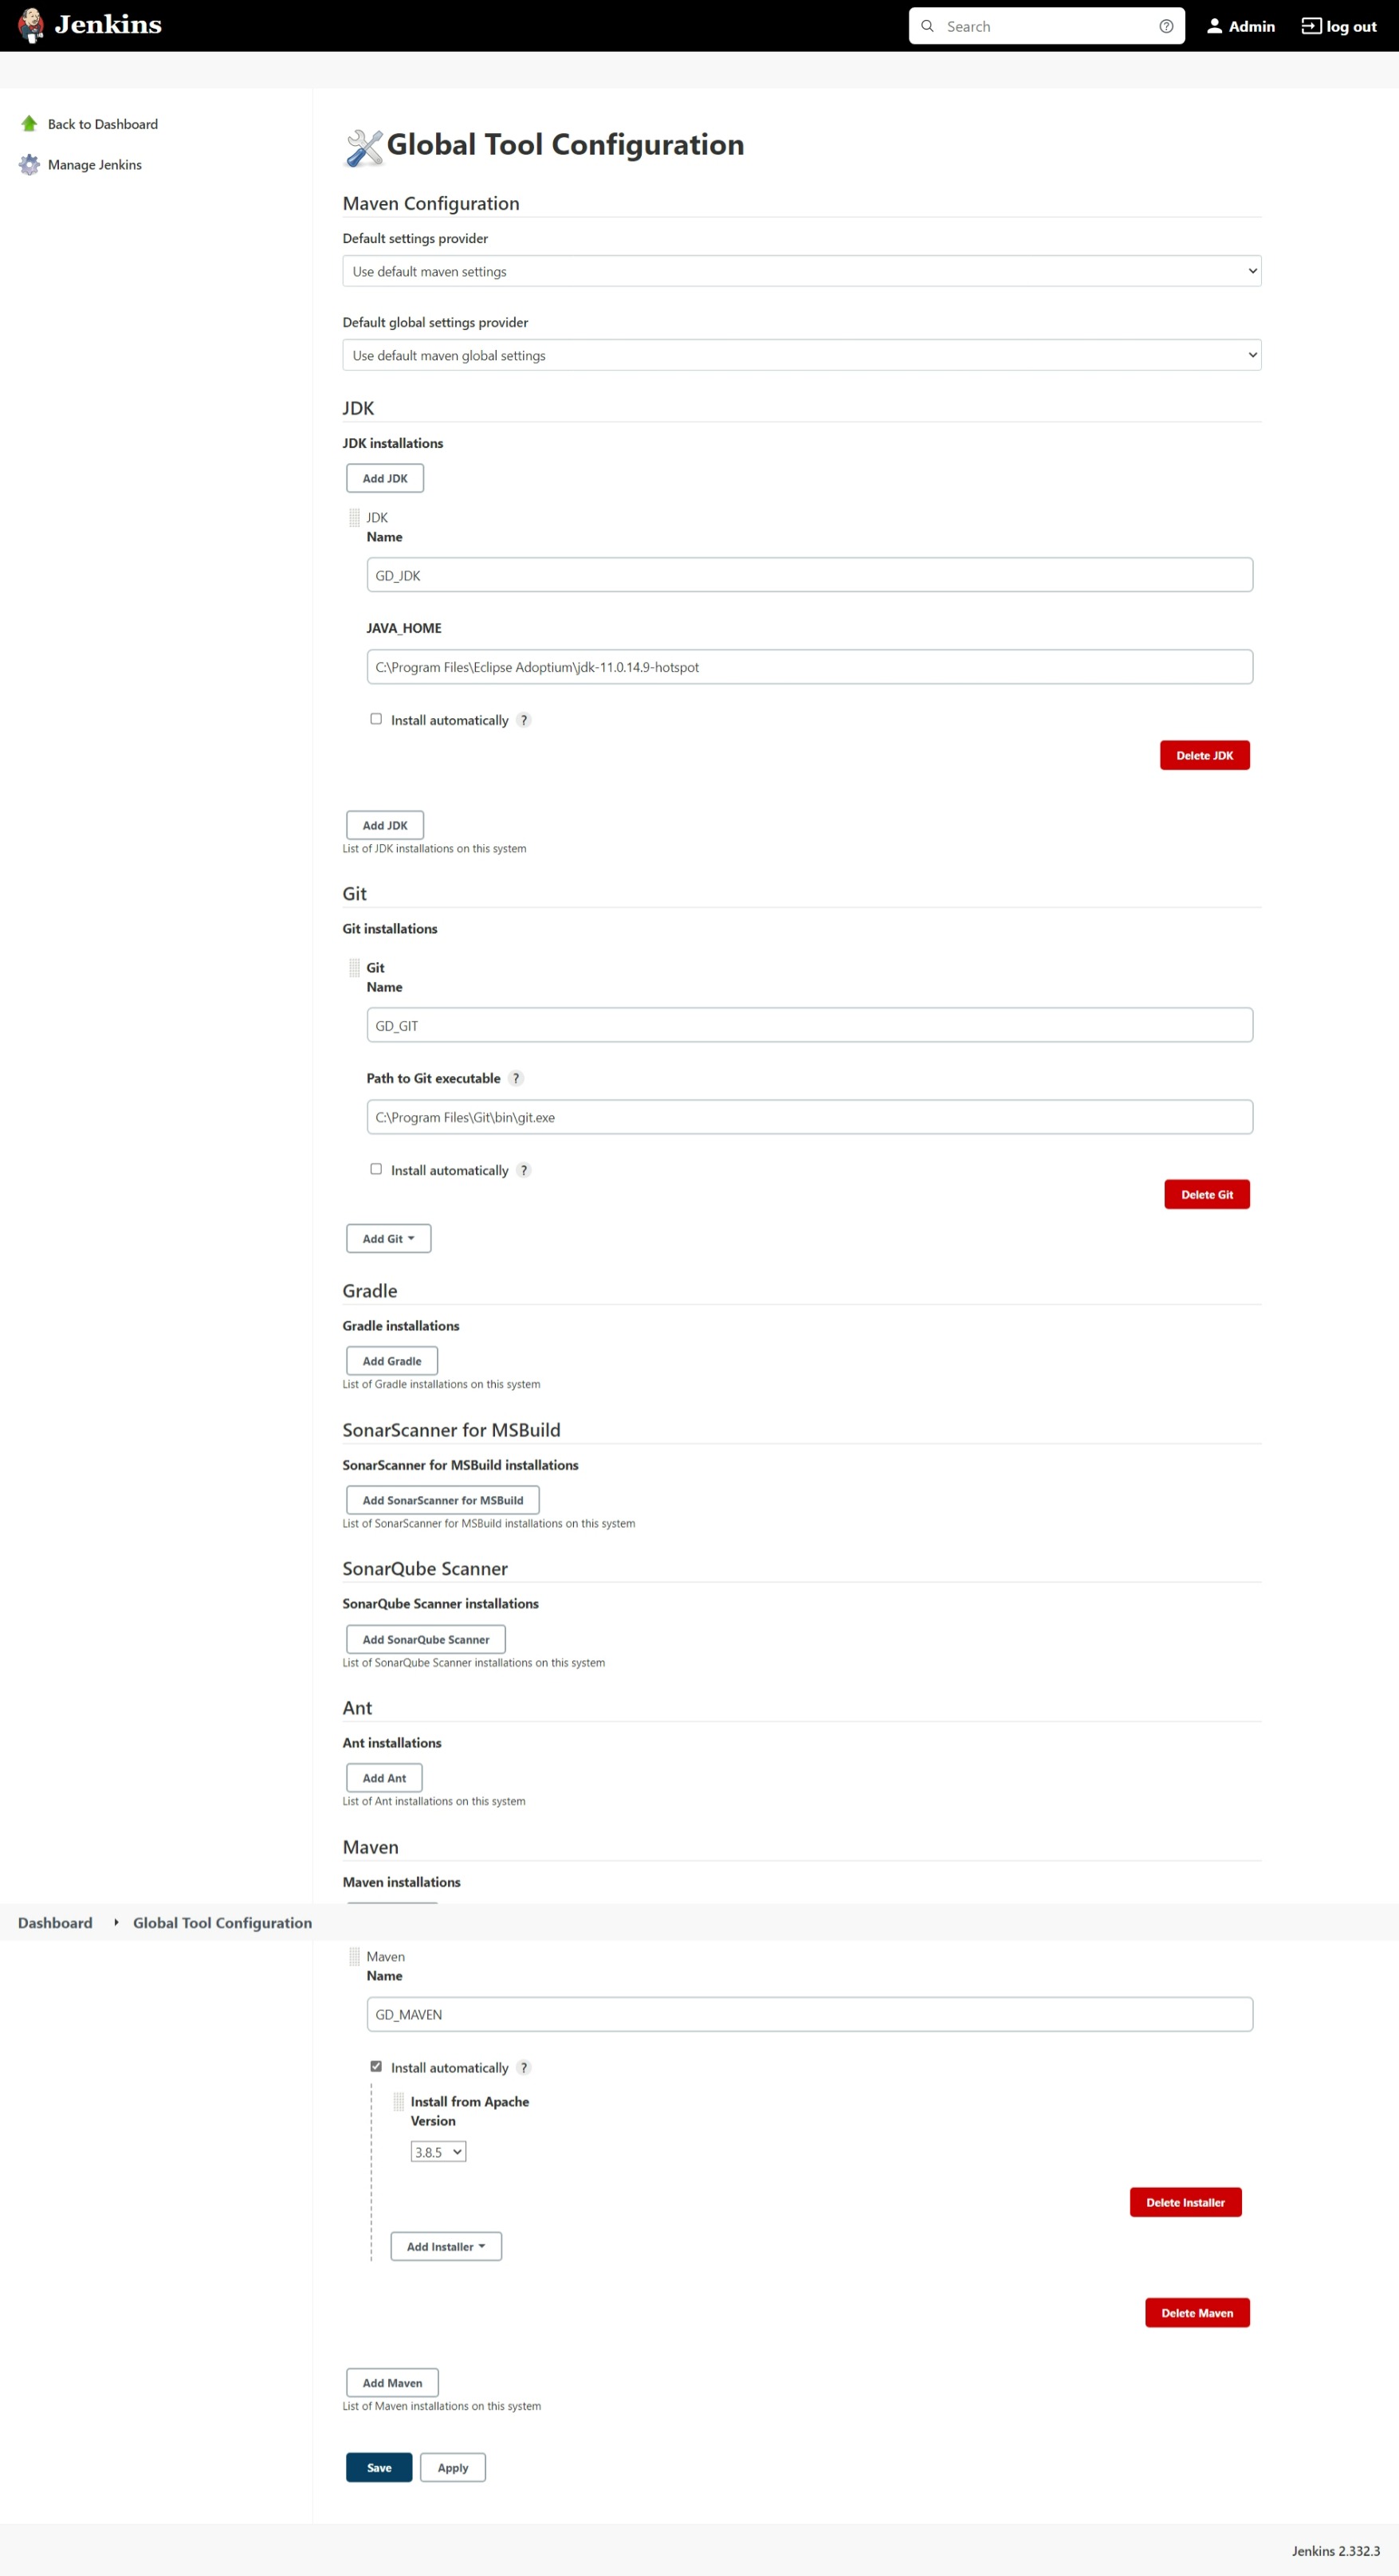 Jenkins
Search
Admin
log out
Back to Dashboard
Manage Jenkins
Global Tool Configuration
Maven Configuration
Default settings provider
Use default maven settings
Default global settings provider
Use default maven global settings
JDK
JDK installations
Add JDK
JDK
Name
GD_JDK
JAVA_HOME
C:\Program Files\Eclipse Adoptium\jdk-11.0.14.9-hotspot
Install automatically ?
Delete JDK
Add JDK
List of JDK installations on this system
Git
Git installations
Git
Name
GD_GIT
Path to Git executable ?
C:\Program Files\Git\bin\git.exe
Install automatically ?
Delete Git
Add Git
Gradle
Gradle installations
Add Gradle
List of Gradle installations on this system
SonarScanner for MSBuild
SonarScanner for MSBuild installations
Add SonarScanner for MSBuild
List of SonarScanner for MSBuild installations on this system
SonarQube Scanner
SonarQube Scanner installations
Add SonarQube Scanner
List of SonarQube Scanner installations on this system
Ant
Ant installations
Add Ant
List of Ant installations on this system
Maven
Maven installations
Dashboard
Global Tool Configuration
Maven
Name
GD_MAVEN
Install automatically ?
Install from Apache
Version
3.8.5
Delete Installer
Add Installer
Delete Maven
Add Maven
List of Maven installations on this system
Save
Apply
Jenkins 2.332.3